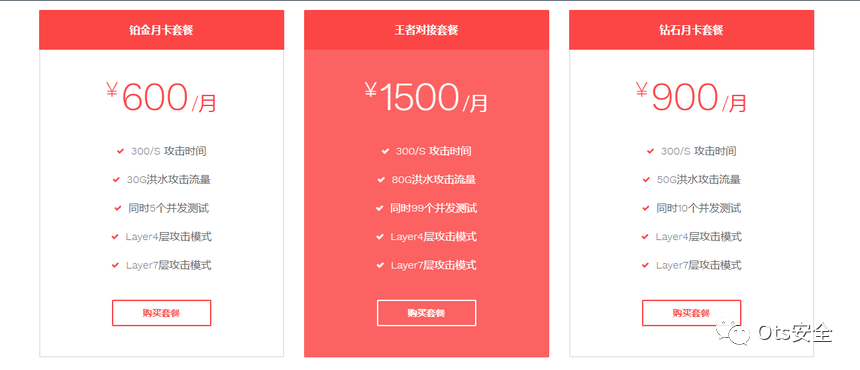 铂金月卡套餐
¥600/月
300/S 攻击时间
30G洪水攻击流量
同时5个并发测试
Layer4层攻击模式
Layer7层攻击模式
购买套餐
王者对接套餐
¥1500/月
300/S 攻击时间
80G洪水攻击流量
同时99个并发测试
Layer4层攻击模式
Layer7层攻击模式
购买套餐
钻石月卡套餐
¥900/月
300/S 攻击时间
50G洪水攻击流量
同时10个并发测试
Layer4层攻击模式
Layer7层攻击模式
购买套餐
Ots安全